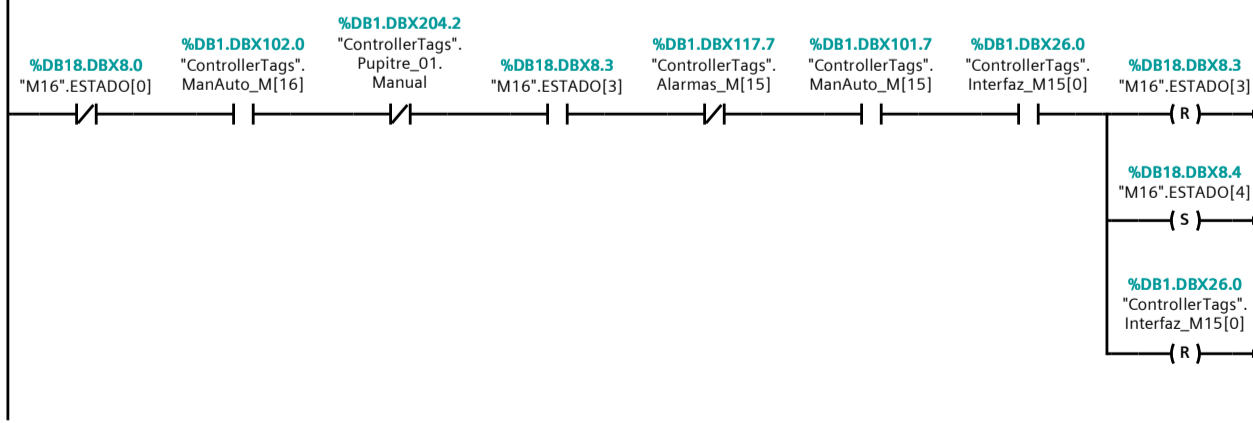 %DB18.DBX8.0
"M16".ESTADO[0]
%DB1.DBX102.0
"ControllerTags".
ManAuto_M[16]
%DB1.DBX204.2
"ControllerTags".
Pupitre_01.
Manual
%DB18.DBX8.3
"M16".ESTADO[3]
%DB1.DBX117.7
"ControllerTags".
Alarmas_M[15]
%DB1.DBX101.7
"ControllerTags".
ManAuto_M[15]
%DB1.DBX26.0
"ControllerTags".
Interfaz_M15[0]
%DB18.DBX8.3
"M16".ESTADO[3]
R
%DB18.DBX8.4
"M16".ESTADO[4]
S
%DB1.DBX26.0
"ControllerTags".
Interfaz_M15[0]
R